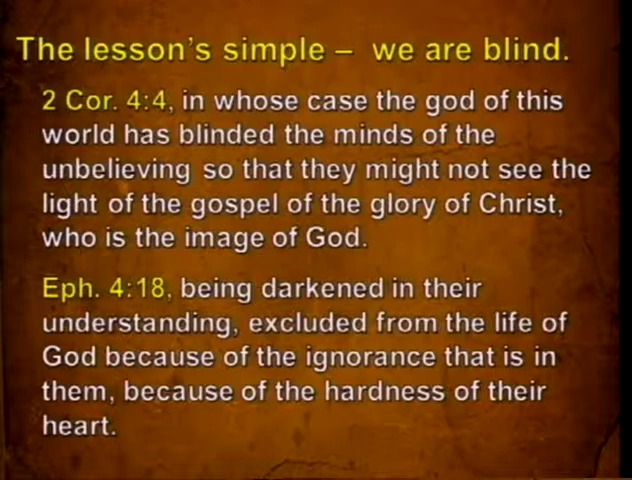 The lesson's simple – we are blind.
2 Cor. 4:4, in whose case the god of this
world has blinded the minds of the
unbelieving so that they might not see the
light of the gospel of the glory of Christ,
who is the image of God.
Eph. 4:18, being darkened in their
understanding, excluded from the life of
God because of the ignorance that is in
them, because of the hardness of their
heart.